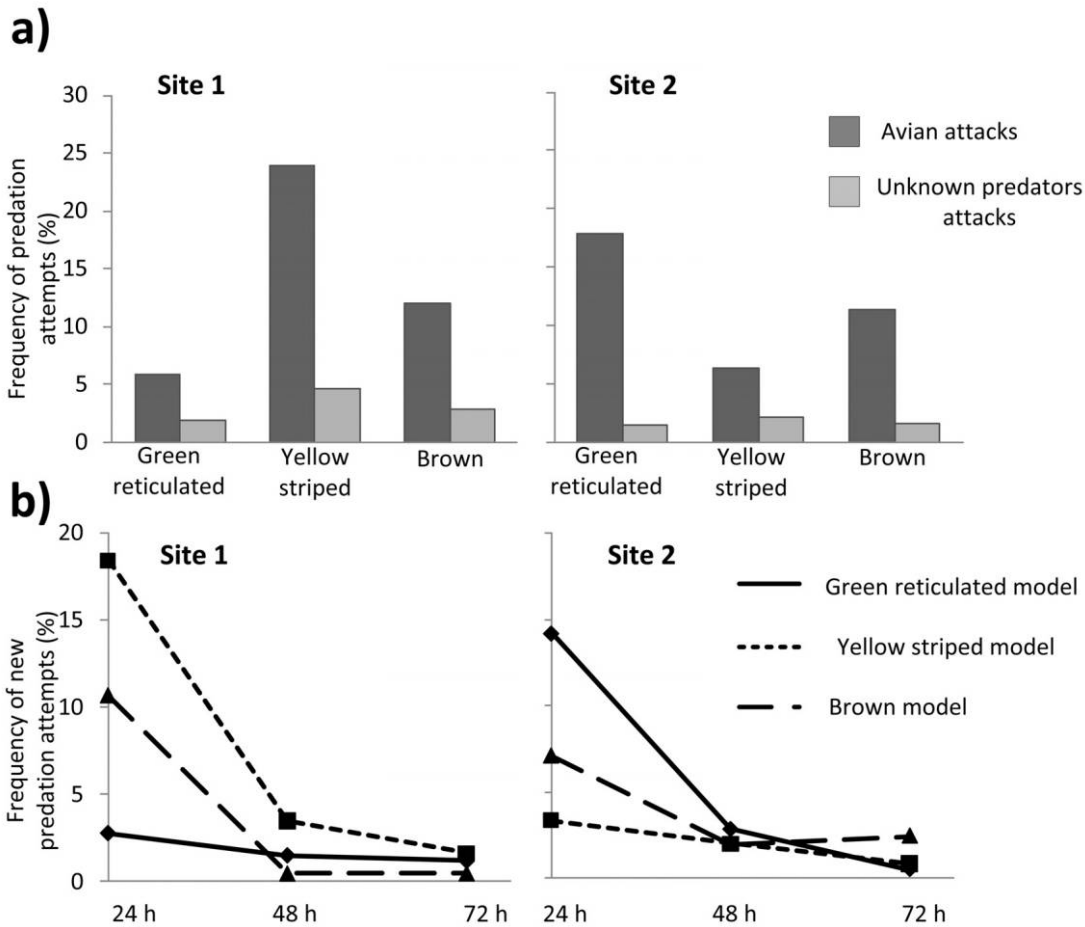 a)
Site 1
Site 2
Frequency of predation
attempts (%)
30
25
20
15
10
5
0
Avian attacks
Unknown predators
attacks
Green
reticulated
Yellow
striped
Brown
Green
reticulated
Yellow
striped
Brown
b)
Site 1
Site 2
Frequency of new
predation attempts (%)
20
15
10
5
0
Green reticulated model
Yellow striped model
Brown model
24 h
48 h
72 h
24 h
48 h
72 h